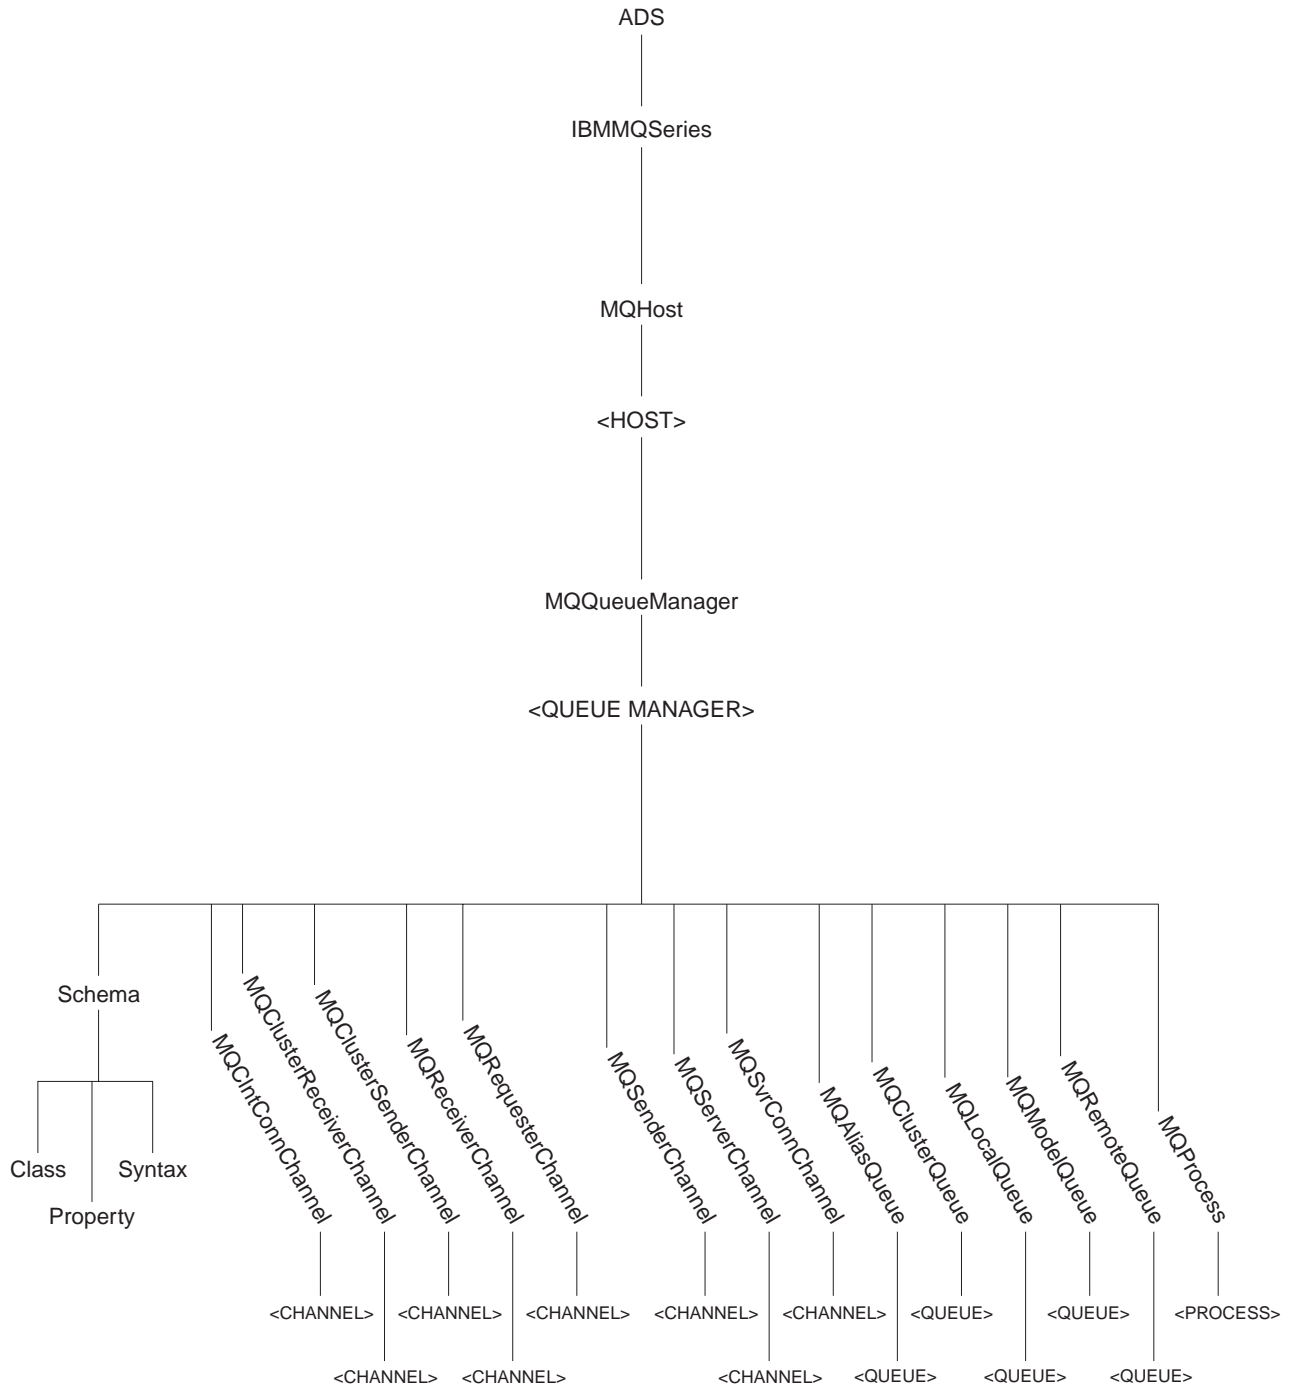 ADS
IBMMQSeries
MQHost
<HOST>
MQQueueManager
<QUEUE MANAGER>
Schema
Class
Property
Syntax
MQClntConnChannel
MQClusterReceiverChannel
MQClusterSenderChannel
MQReceiverChannel
MQRequesterChannel
MQSenderChannel
MQServerChannel
MQSvrConnChannel
MQAliasQueue
MQClusterQueue
MQLocalQueue
MQModelQueue
MQRemoteQueue
MQProcess
<CHANNEL>
<CHANNEL>
<CHANNEL>
<CHANNEL>
<CHANNEL>
<QUEUE>
<QUEUE>
<PROCESS>
<CHANNEL>
<CHANNEL>
<CHANNEL>
<QUEUE>
<QUEUE>
<QUEUE>